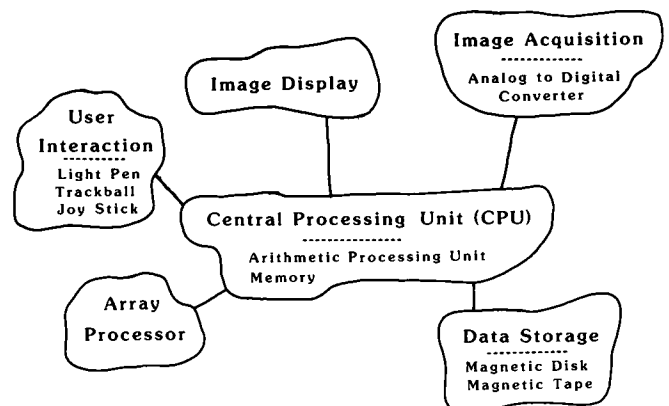 Image Acquisition
Analog to Digital
Converter
Image Display
User
Interaction
Light Pen
Trackball
Joy Stick
Central Processing Unit (CPU)
Arithmetic Processing Unit
Memory
Array
Processor
Data Storage
Magnetic Disk
Magnetic Tape